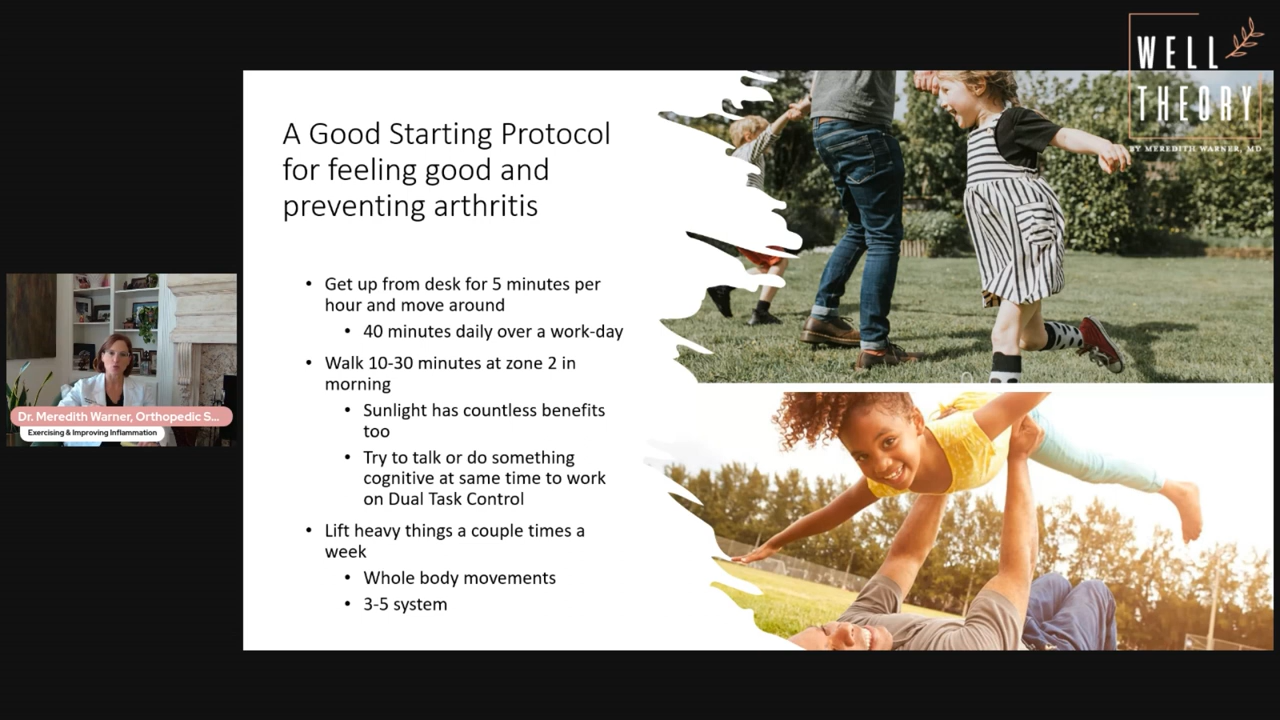 WELL
THEORY
BY MEREDITH WARNER, MD
A Good Starting Protocol
for feeling good and
preventing arthritis
• Get up from desk for 5 minutes per
hour and move around
• 40 minutes daily over a work-day
• Walk 10-30 minutes at zone 2 in
morning
• Sunlight has countless benefits
too
• Try to talk or do something
cognitive at same time to work
on Dual Task Control
• Lift heavy things a couple times a
week
• Whole body movements
• 3-5 system
Dr. Meredith Warner, Orthopedic S...
Exercising & Improving Inflammation